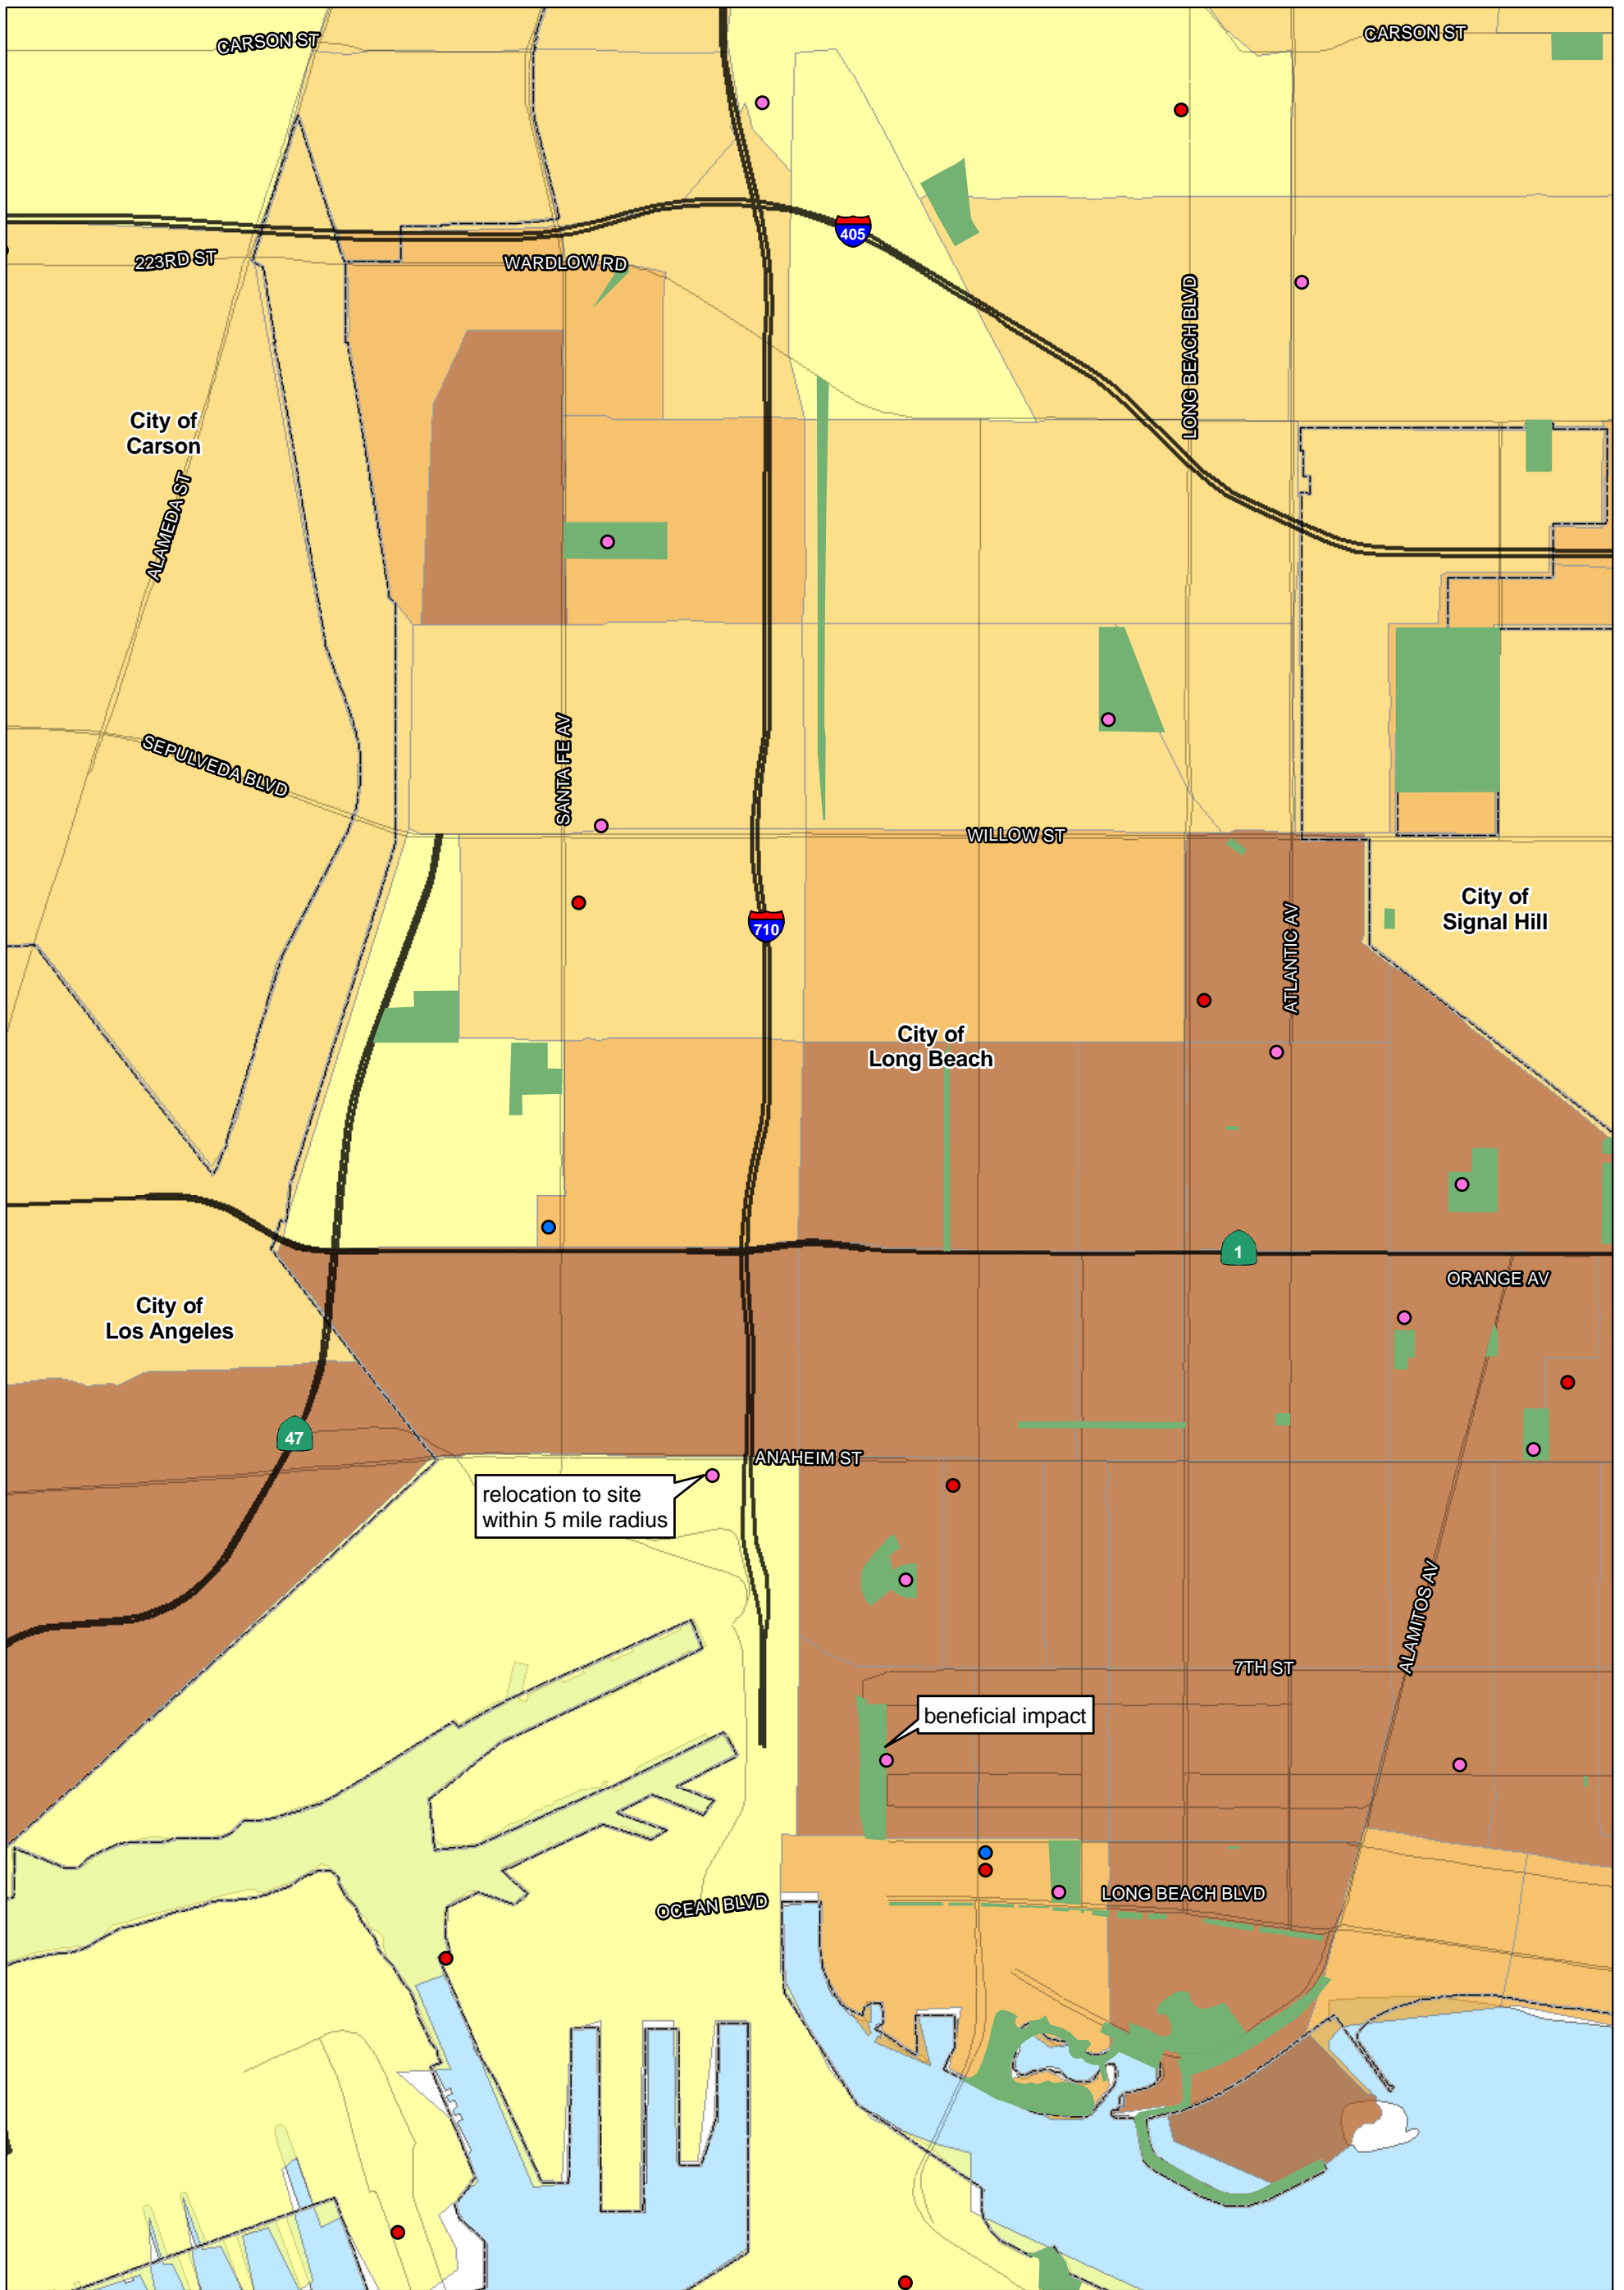 CARSON ST
CARSON ST
405
223RD ST
WARDLOW RD
LONG BEACH BLVD
City of
Carson
ALAMEDA ST
SEPULVEDA BLVD
SANTA FE AV
WILLOW ST
City of
Signal Hill
710
ATLANTIC AV
City of
Long Beach
1
ORANGE AV
City of
Los Angeles
47
ANAHEIM ST
relocation to site
within 5 mile radius
ALAMITOS AV
7TH ST
beneficial impact
LONG BEACH BLVD
OCEAN BLVD